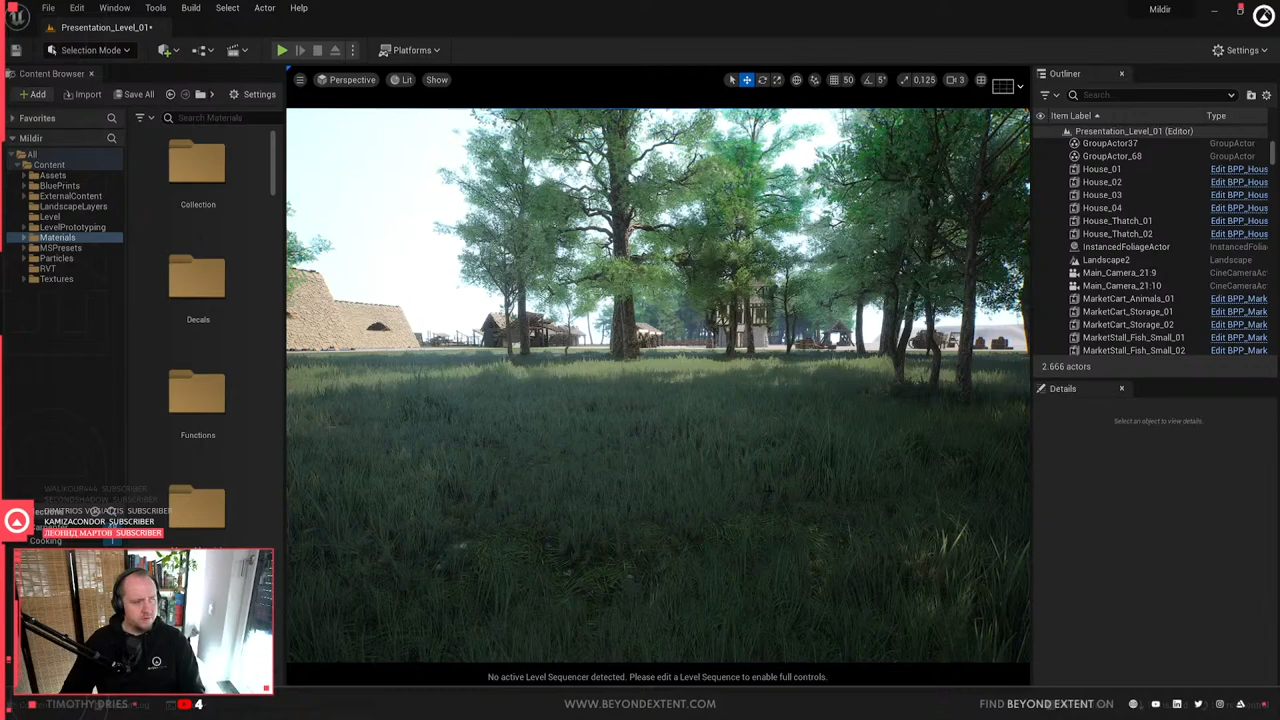 File Edit Window Tools Build Select Actor Help
Mildir
Presentation_Level_01•
Selection Mode
Platforms
Settings
Content Browser
Add Import Save All Settings
Favorites
Mildir
All
Content
Assets
BluePrints
ExternalContent
LandscapeLayers
Level
LevelPrototyping
Materials
MSPresets
Particles
RVT
Textures
Search Materials
Collection
Decals
Functions
Perspective Lit Show
50 5° 0,125 3
No active Level Sequencer detected. Please edit a Level Sequence to enable full controls.
Outliner
Search...
Item Label Type
Presentation_Level_01 (Editor)
GroupActor37 GroupActor
GroupActor_68 GroupActor
House_01 Edit BPP_Hous
House_02 Edit BPP_Hous
House_03 Edit BPP_Hous
House_04 Edit BPP_Hous
House_Thatch_01 Edit BPP_Hous
House_Thatch_02 Edit BPP_Hous
InstancedFoliageActor InstancedFolia
Landscape2 Landscape
Main_Camera_21:9 CineCameraAc
Main_Camera_21:10 CineCameraAc
MarketCart_Animals_01 Edit BPP_Mark
MarketCart_Storage_01 Edit BPP_Mark
MarketCart_Storage_02 Edit BPP_Mark
MarketStall_Fish_Small_01 Edit BPP_Mark
MarketStall_Fish_Small_02 Edit BPP_Mark
2.666 actors
Details
Select an object to view details.
SECONDSHADOW SUBSCRIBER
KAMIZACONDOR SUBSCRIBER
ЛЕОНИД МАРТОВ SUBSCRIBER
Cooking
TIMOTHY DRIES
4
WWW.BEYONDEXTENT.COM
FIND BEYOND EXTENT ON